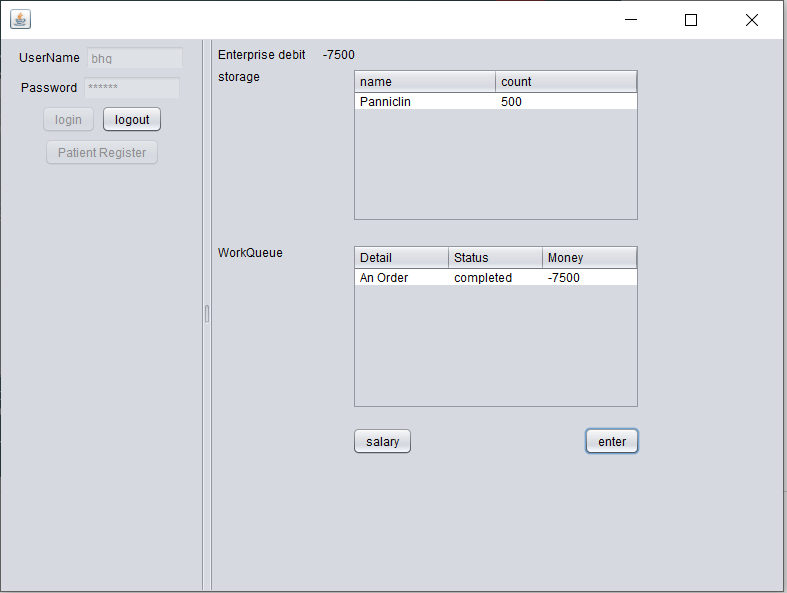 UserName bhq
Password ******
login logout
Patient Register
Enterprise debit -7500
storage
name count
Panniclin 500
WorkQueue
Detail Status Money
An Order completed -7500
salary enter